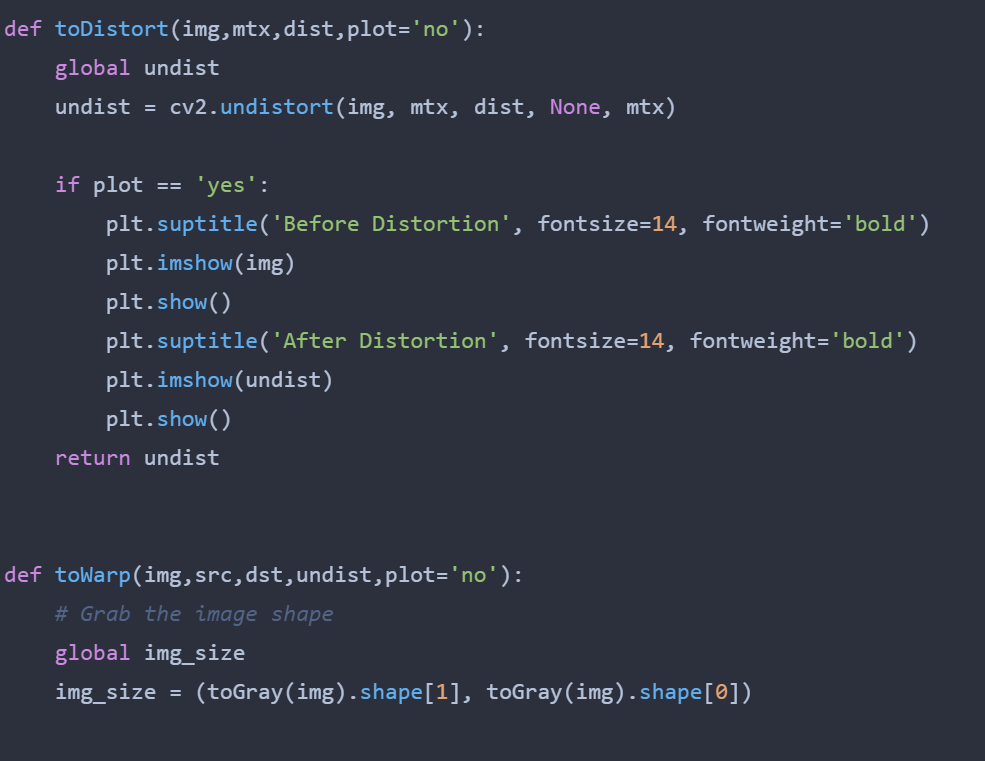 def toDistort(img,mtx,dist,plot='no'):
    global undist
    undist = cv2.undistort(img, mtx, dist, None, mtx)
    if plot == 'yes':
        plt.suptitle('Before Distortion', fontsize=14, fontweight='bold')
        plt.imshow(img)
        plt.show()
        plt.suptitle('After Distortion', fontsize=14, fontweight='bold')
        plt.imshow(undist)
        plt.show()
    return undist
def toWarp(img,src,dst,undist,plot='no'):
    # Grab the image shape
    global img_size
    img_size = (toGray(img).shape[1], toGray(img).shape[0])